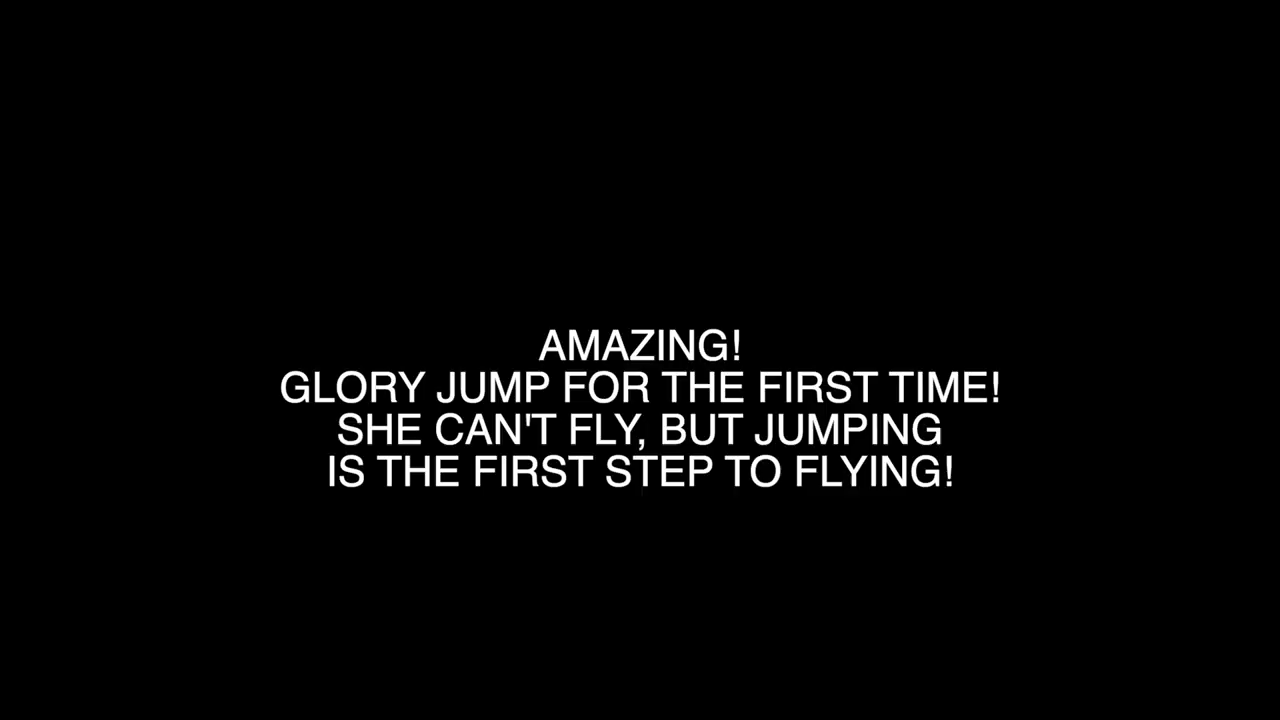 AMAZING!
GLORY JUMP FOR THE FIRST TIME!
SHE CAN'T FLY, BUT JUMPING
IS THE FIRST STEP TO FLYING!